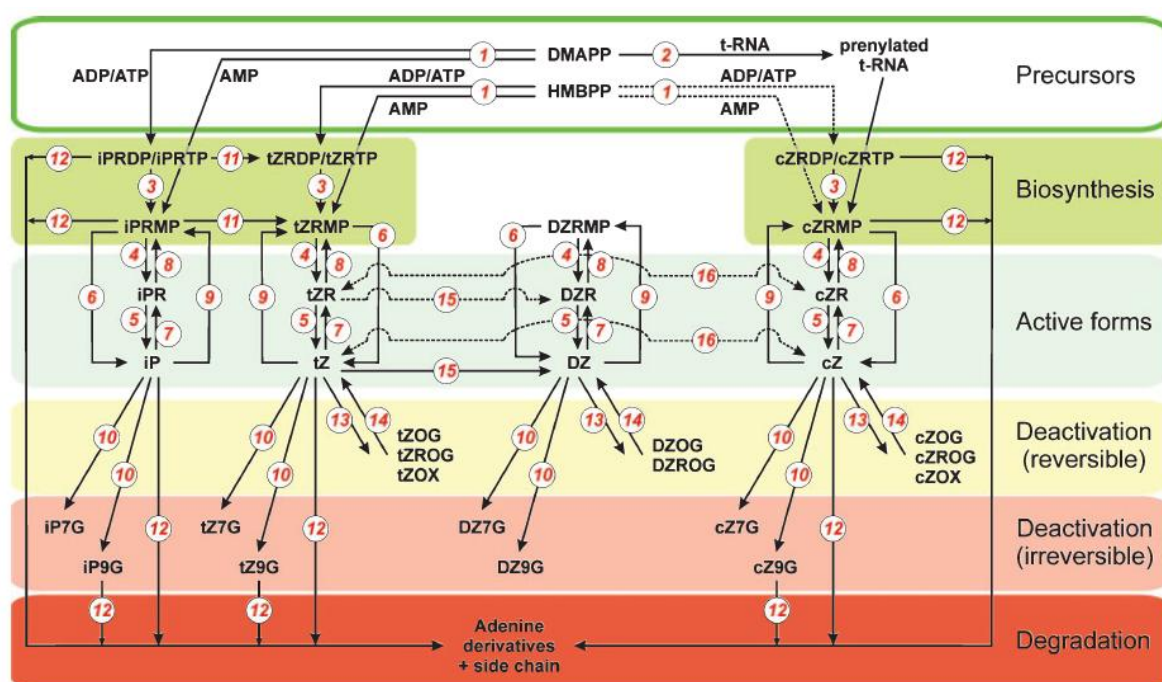 1 DMAPP 2 t-RNA prenylated
t-RNA
Precursors
ADP/ATP AMP ADP/ATP ADP/ATP
AMP 1 HMBPP 1 AMP
12 iPRDP/iPRTP 11 tZRDP/tZRTP cZRDP/cZRTP 12
3 3 3
Biosynthesis
12 iPRMP 11 tZRMP 6 6 DZRMP cZRMP 12
4 8 4 8 4 8 16 4 8
6 iPR 9 9 tZR 15 DZR 9 9 cZR 6
Active forms
5 7 5 7 5 7 16 5 7
iP tZ 15 DZ cZ
10 10 13 14 10 13 14 10 13 14
tZOG
tZROG
tZOX
DZOG
DZROG
cZOG
cZROG
cZOX
Deactivation
(reversible)
10 10 10 10
iP7G 12 tZ7G 12 DZ7G cZ7G 12
Deactivation
(irreversible)
iP9G tZ9G DZ9G cZ9G
12 12 12
Adenine
derivatives
+ side chain
Degradation